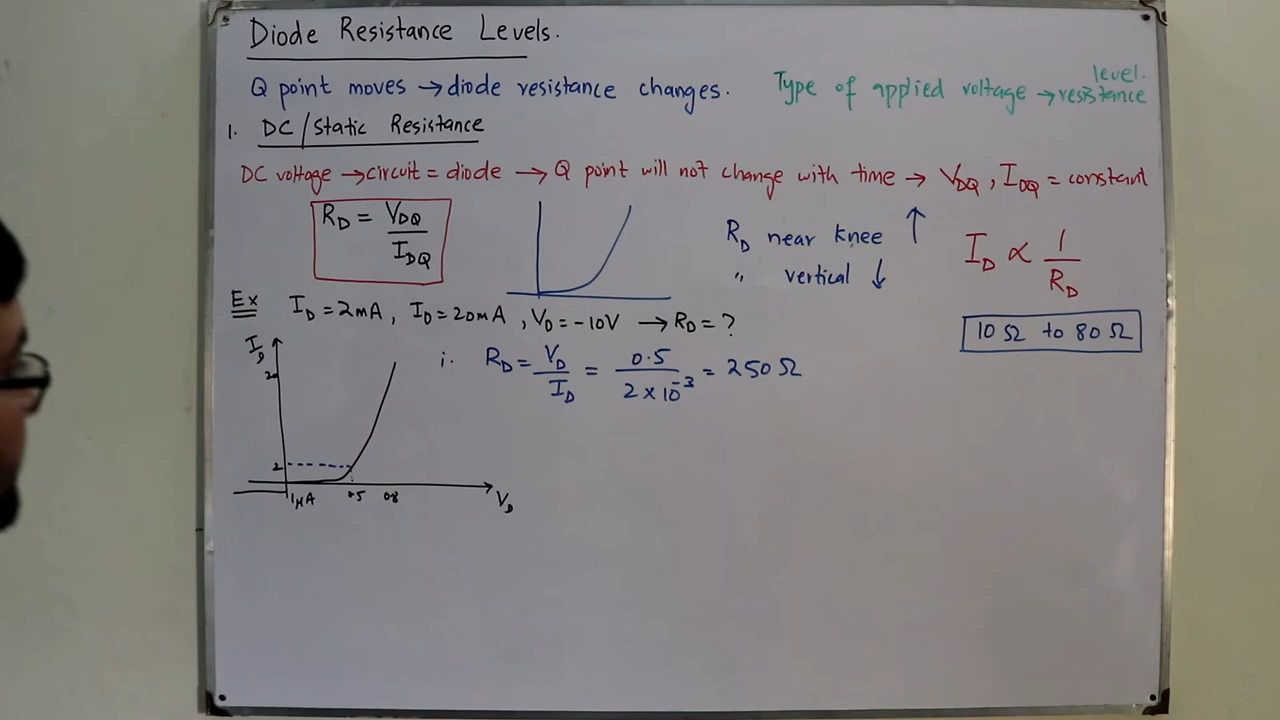 Diode Resistance Levels.
Q point moves → diode resistance changes.
Type of applied voltage → resistance level.
1. DC/Static Resistance
DC voltage → circuit = diode → Q point will not change with time → V_DQ, I_DQ = constant
R_D = V_DQ / I_DQ
R_D near knee ↑
" vertical ↓
I_D ∝ 1 / R_D
10 Ω to 80 Ω
Ex I_D = 2mA, I_D = 20mA, V_D = -10V → R_D = ?
i. R_D = V_D / I_D = 0.5 / 2 × 10^-3 = 250 Ω
I_D
2
1μA .5 0.8
V_D